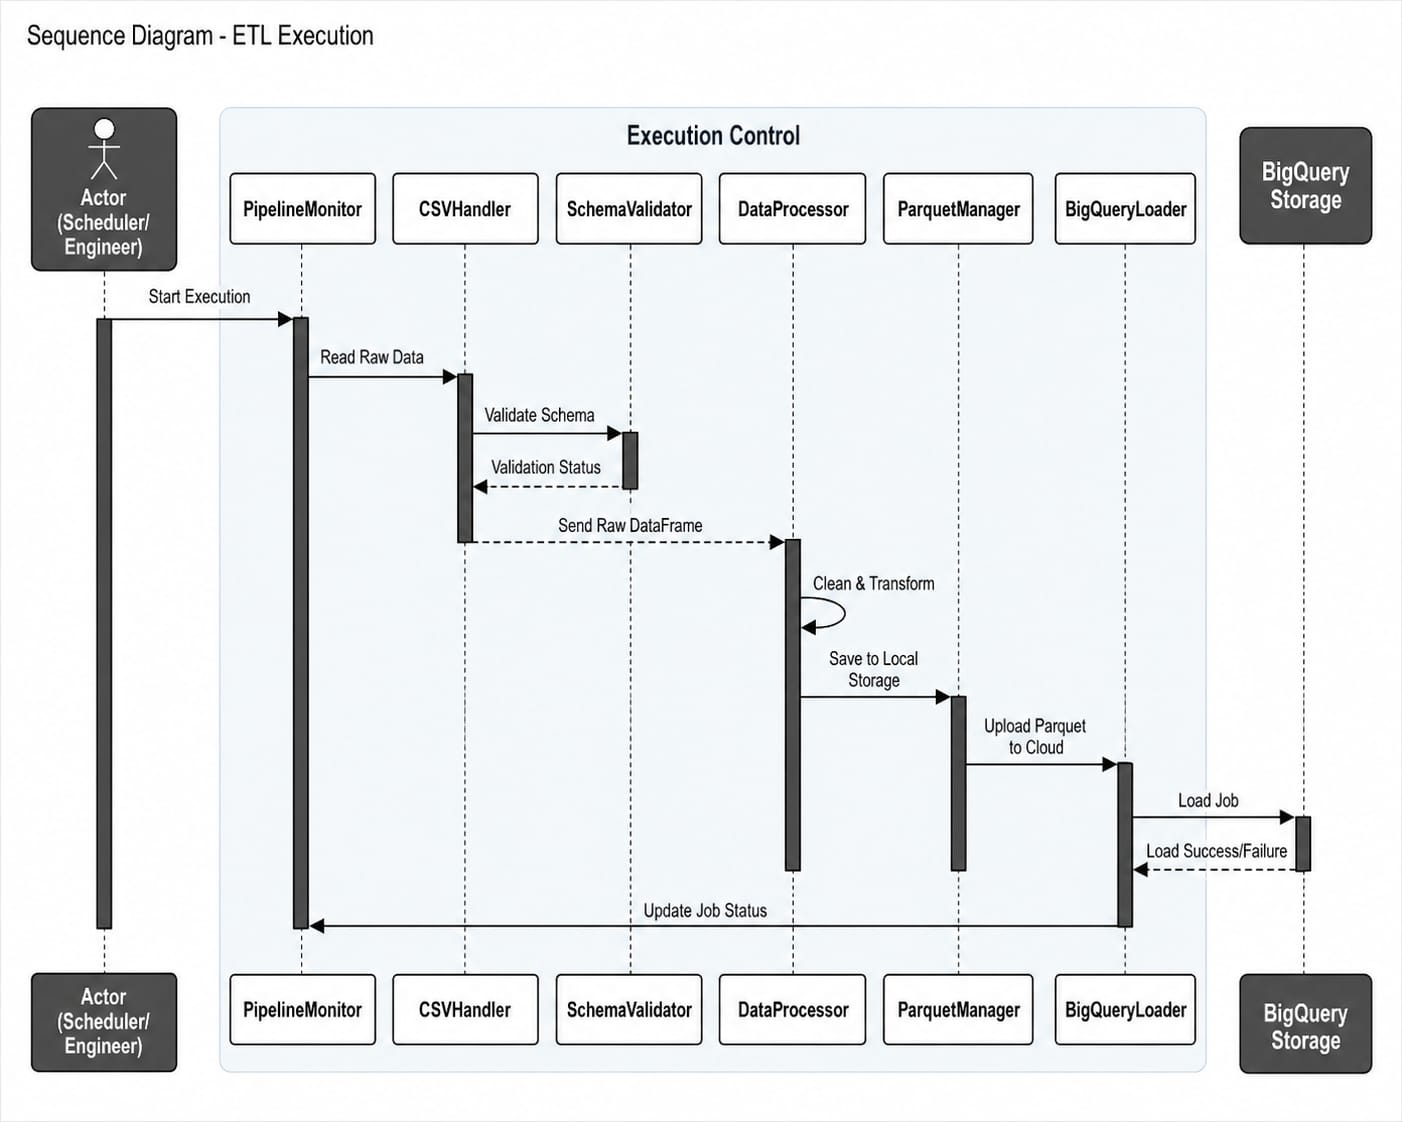 Sequence Diagram - ETL Execution
Actor
(Scheduler/
Engineer)
Execution Control
PipelineMonitor
CSVHandler
SchemaValidator
DataProcessor
ParquetManager
BigQueryLoader
BigQuery
Storage
Start Execution
Read Raw Data
Validate Schema
Validation Status
Send Raw DataFrame
Clean & Transform
Save to Local
Storage
Upload Parquet
to Cloud
Load Job
Load Success/Failure
Update Job Status
Actor
(Scheduler/
Engineer)
PipelineMonitor
CSVHandler
SchemaValidator
DataProcessor
ParquetManager
BigQueryLoader
BigQuery
Storage